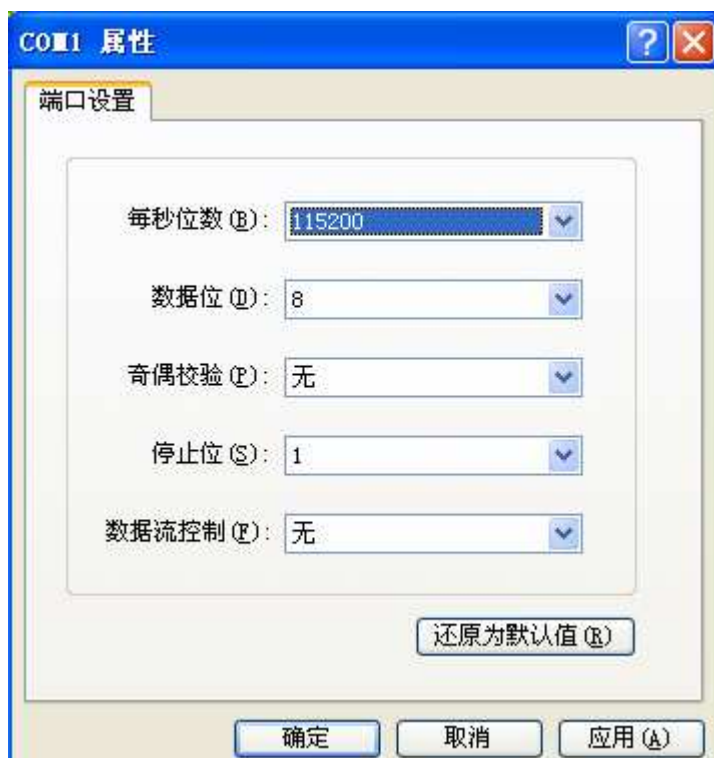 COM1 属性
端口设置
每秒位数(B): 115200
数据位(D): 8
奇偶校验(P): 无
停止位(S): 1
数据流控制(F): 无
还原为默认值(R)
确定 取消 应用(A)